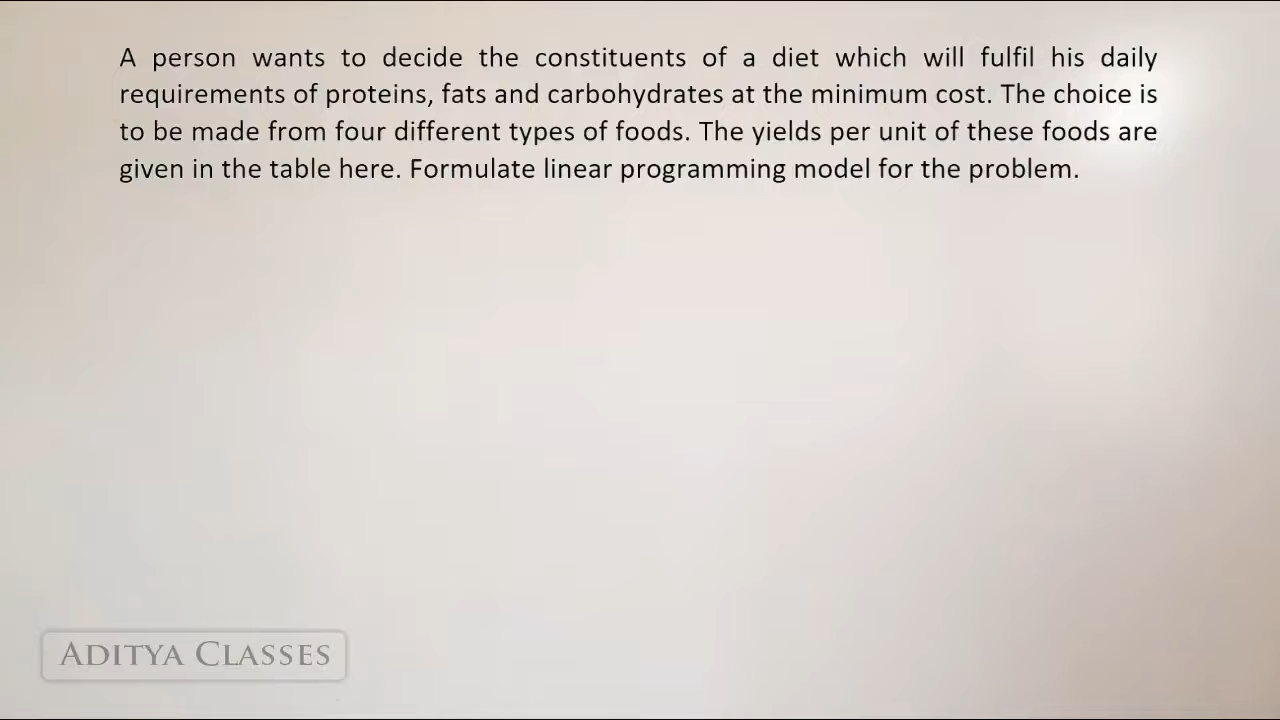 A person wants to decide the constituents of a diet which will fulfil his daily
requirements of proteins, fats and carbohydrates at the minimum cost. The choice is
to be made from four different types of foods. The yields per unit of these foods are
given in the table here. Formulate linear programming model for the problem.
ADITYA CLASSES